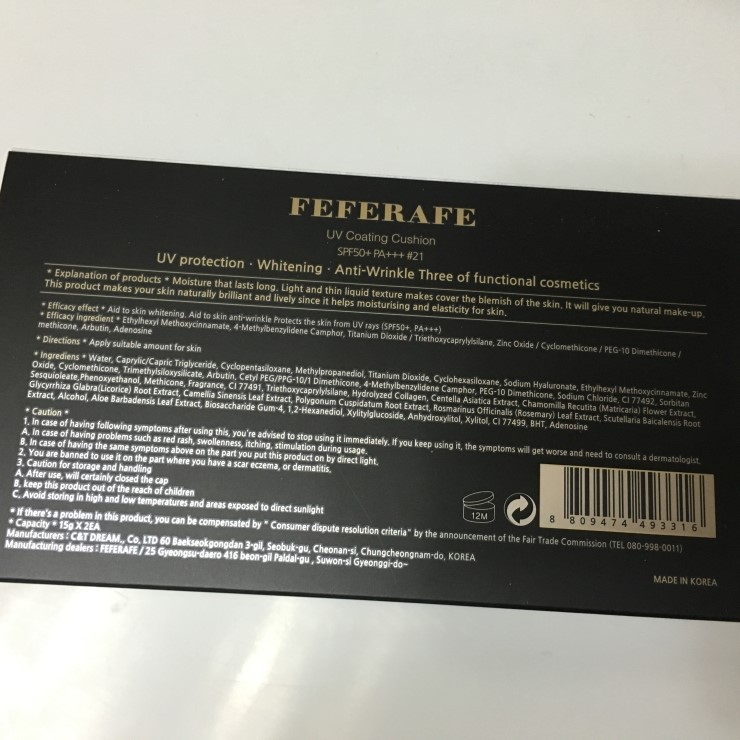 FEFERAFE
UV Coating Cushion
SPF50+ PA+++ #21
UV protection · Whitening · Anti-Wrinkle Three of functional cosmetics
* Explanation of products * Moisture that lasts long. Light and thin liquid texture makes cover the blemish of the skin. It will give you natural make-up.
This product makes your skin naturally brilliant and lively since it helps moisturising and elasticity for skin.
* Efficacy effect * Aid to skin whitening. Aid to skin anti-wrinkle Protects the skin from UV rays (SPF50+, PA+++)
* Efficacy ingredient * Ethylhexyl Methoxycinnamate, 4-Methylbenzylidene Camphor, Titanium Dioxide / Triethoxycaprylylsilane, Zinc Oxide / Cyclomethicone / PEG-10 Dimethicone /
methicone, Arbutin, Adenosine
* Directions * Apply suitable amount for skin
* Ingrediens * Water, Caprylic/Capric Triglyceride, Cyclopentasiloxane, Methylpropanediol, Titanium Dioxide, Cyclohexasiloxane, Sodium Hyaluronate, Ethylhexyl Methoxycinnamate, Zinc
Oxide, Cyclomethicone, Trimethylsiloxysilicate, Arbutin, Cetyl PEG/PPG-10/1 Dimethicone, 4-Methylbenzylidene Camphor, PEG-10 Dimethicone, Sodium Chloride, CI 77492, Sorbitan
Sesquioleate,Phenoxyethanol, Methicone, Fragrance, CI 77491, Triethoxycaprylylsilane, Hydrolyzed Collagen, Centella Asiatica Extract, Chamomilla Recutita (Matricaria) Flower Extract,
Glycyrrhiza Glabra(Licorice) Root Extract, Camellia Sinensis Leaf Extract, Polygonum Cuspidatum Root Extract, Rosmarinus Officinalis (Rosemary) Leaf Extract, Scutellaria Baicalensis Root
Extract, Alcohol, Aloe Barbadensis Leaf Extract, Biosaccharide Gum-4, 1,2-Hexanediol, Xylitylglucoside, Anhydroxylitol, Xylitol, CI 77499, BHT, Adenosine
* Caution *
1. In case of having following symptoms after using this, you're advised to stop using it immediately. If you keep using it, the symptoms will get worse and need to consult a dermatologist.
A. In case of having problems such as red rash, swollenness, itching, stimulation during usage.
B. In case of having the same symptoms above on the part you put this product on by direct light.
2. You are banned to use it on the part where you have a scar eczema, or dermatitis,
3. Caution for storage and handling
A. After use, will certainly closed the cap
B. keep this product out of the reach of children
C. Avoid storing in high and low temperatures and areas exposed to direct sunlight
12M
8 809474 493316
* If there's a problem in this product, you can be compensated by " Consumer dispute resolution criteria" by the announcement of the Fair Trade Commission (TEL 080-998-0011)
* Capacity * 15g X 2EA
Manufacturers : C&T DREAM., Co, LTD 60 Baekseokgongdan 3-gil, Seobuk-gu, Cheonan-si, Chungcheongnam-do, KOREA
Manufacturing dealers : FEFERAFE / 25 Gyeongsu-daero 416 beon-gil Paldal-gu , Suwon-si Gyeonggi-do~
MADE IN KOREA